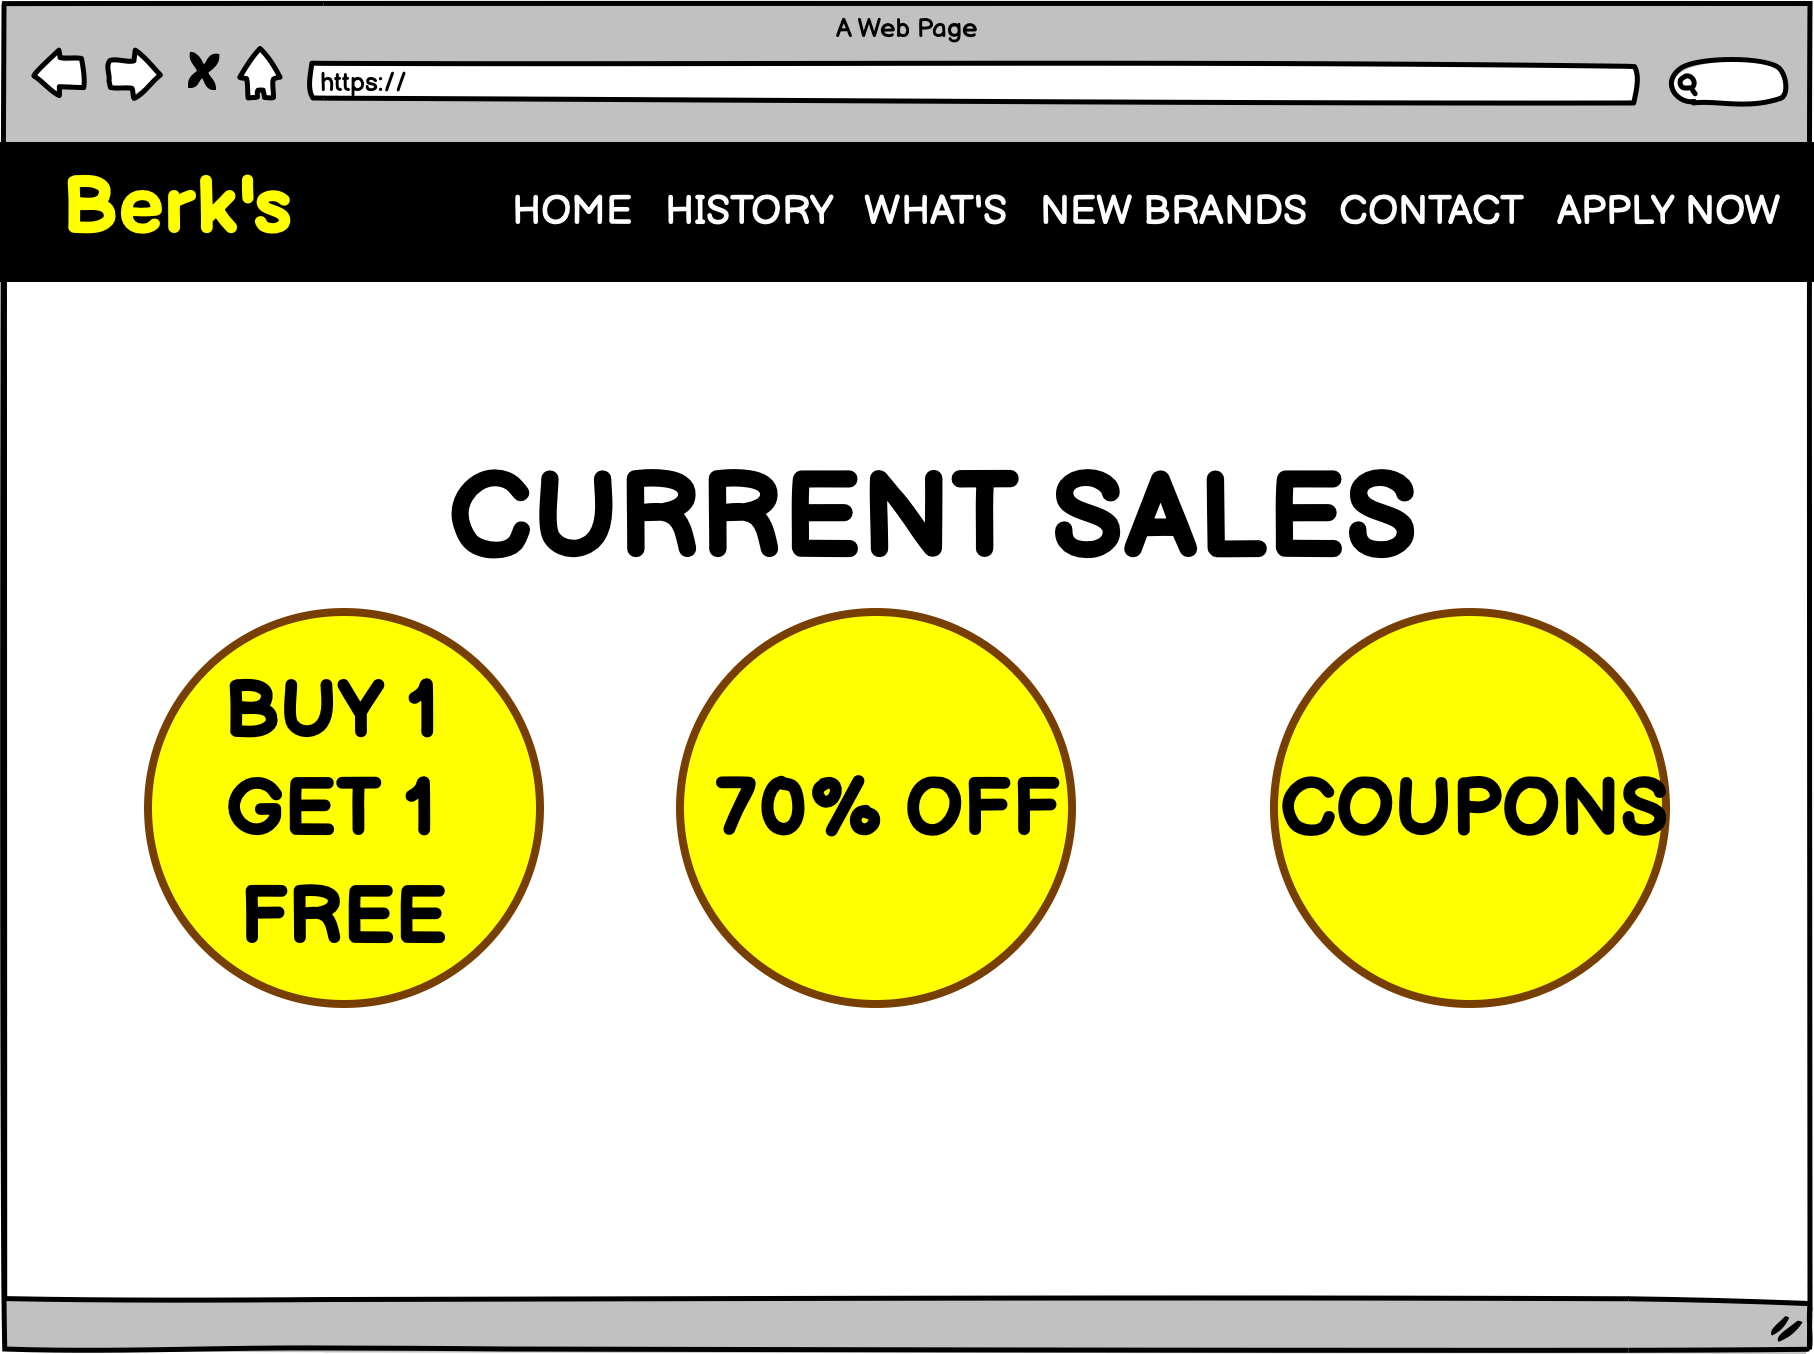 A Web Page
https://
Berk's
HOME HISTORY WHAT'S NEW BRANDS CONTACT APPLY NOW
CURRENT SALES
BUY 1
GET 1
FREE
70% OFF
COUPONS